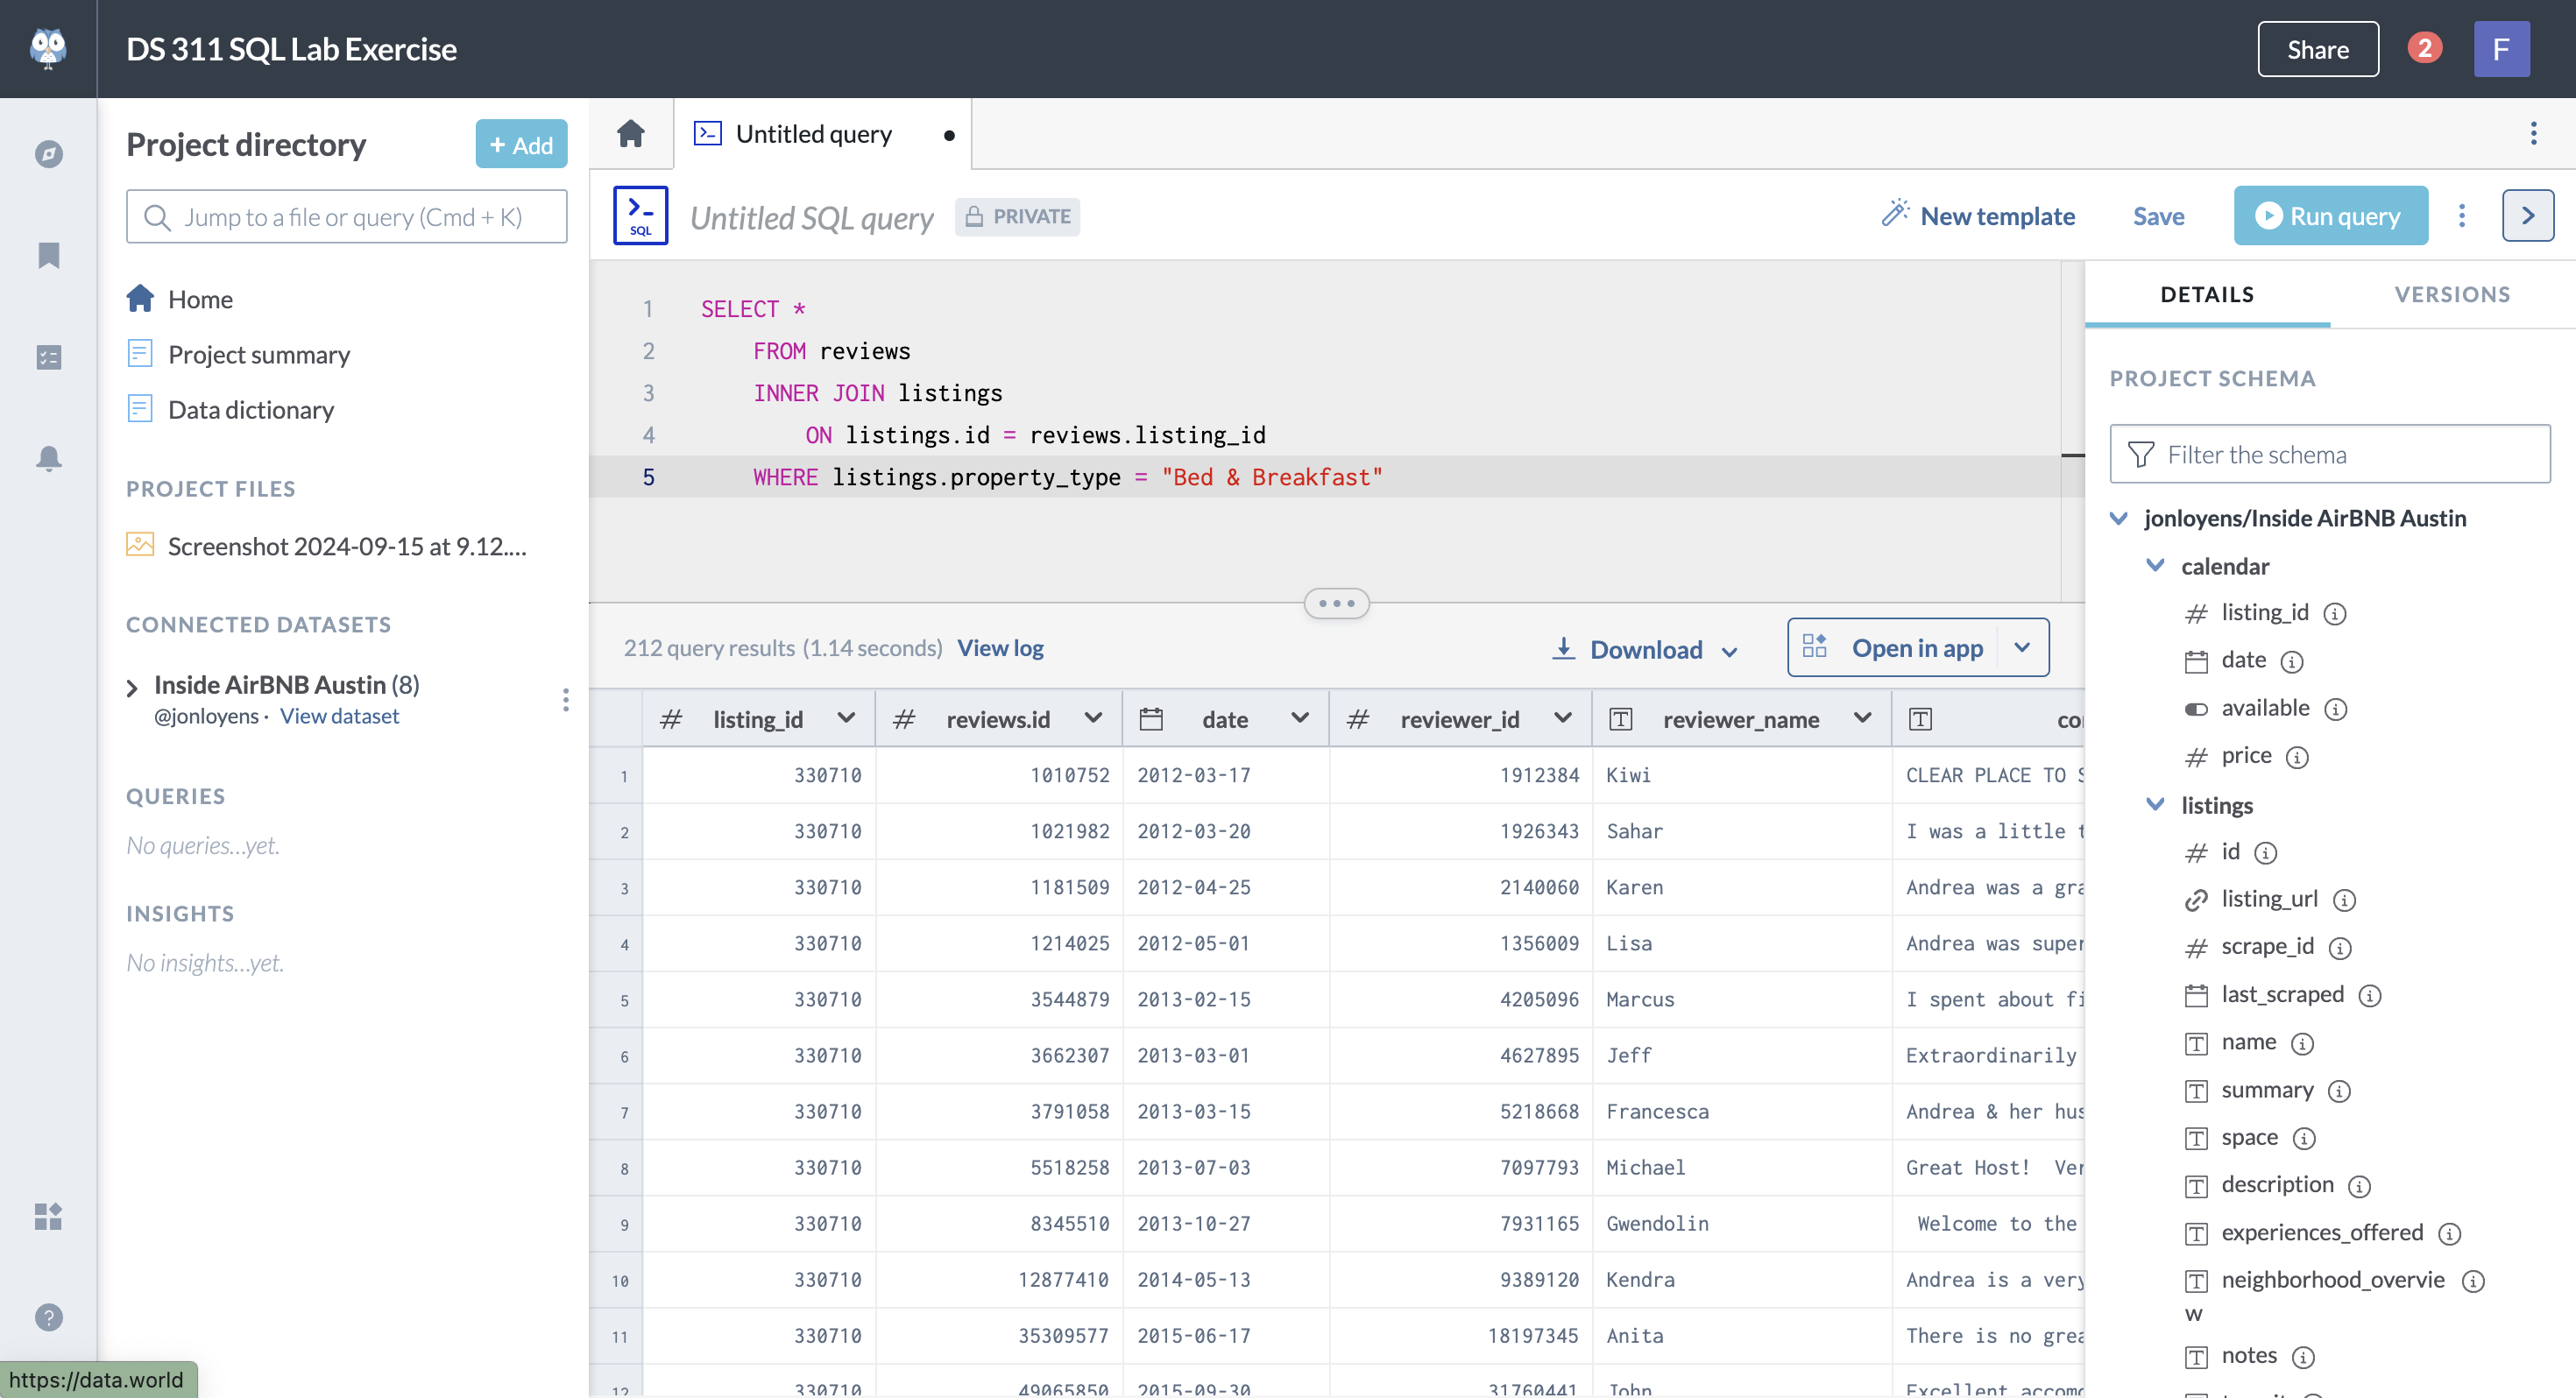 DS 311 SQL Lab Exercise
Share
2
F
Project directory
+ Add
Jump to a file or query (Cmd + K)
Home
Project summary
Data dictionary
PROJECT FILES
Screenshot 2024-09-15 at 9.12....
CONNECTED DATASETS
Inside AirBNB Austin (8)
@jonloyens · View dataset
QUERIES
No queries...yet.
INSIGHTS
No insights...yet.
https://data.world
Untitled query
SQL
Untitled SQL query
PRIVATE
New template
Save
Run query
1 SELECT *
2 FROM reviews
3 INNER JOIN listings
4 ON listings.id = reviews.listing_id
5 WHERE listings.property_type = "Bed & Breakfast"
212 query results (1.14 seconds) View log
Download
Open in app
listing_id reviews.id date reviewer_id reviewer_name
1 330710 1010752 2012-03-17 1912384 Kiwi CLEAR PLACE TO
2 330710 1021982 2012-03-20 1926343 Sahar I was a little
3 330710 1181509 2012-04-25 2140060 Karen Andrea was a gra
4 330710 1214025 2012-05-01 1356009 Lisa Andrea was super
5 330710 3544879 2013-02-15 4205096 Marcus I spent about fi
6 330710 3662307 2013-03-01 4627895 Jeff Extraordinarily
7 330710 3791058 2013-03-15 5218668 Francesca Andrea & her hus
8 330710 5518258 2013-07-03 7097793 Michael Great Host! Ver
9 330710 8345510 2013-10-27 7931165 Gwendolin Welcome to the
10 330710 12877410 2014-05-13 9389120 Kendra Andrea is a very
11 330710 35309577 2015-06-17 18197345 Anita There is no grea
12 330710 49065850 2015-09-30 31760441 John Excellent accomo
DETAILS
VERSIONS
PROJECT SCHEMA
Filter the schema
jonloyens/Inside AirBNB Austin
calendar
listing_id
date
available
price
listings
id
listing_url
scrape_id
last_scraped
name
summary
space
description
experiences_offered
neighborhood_overvie
w
notes